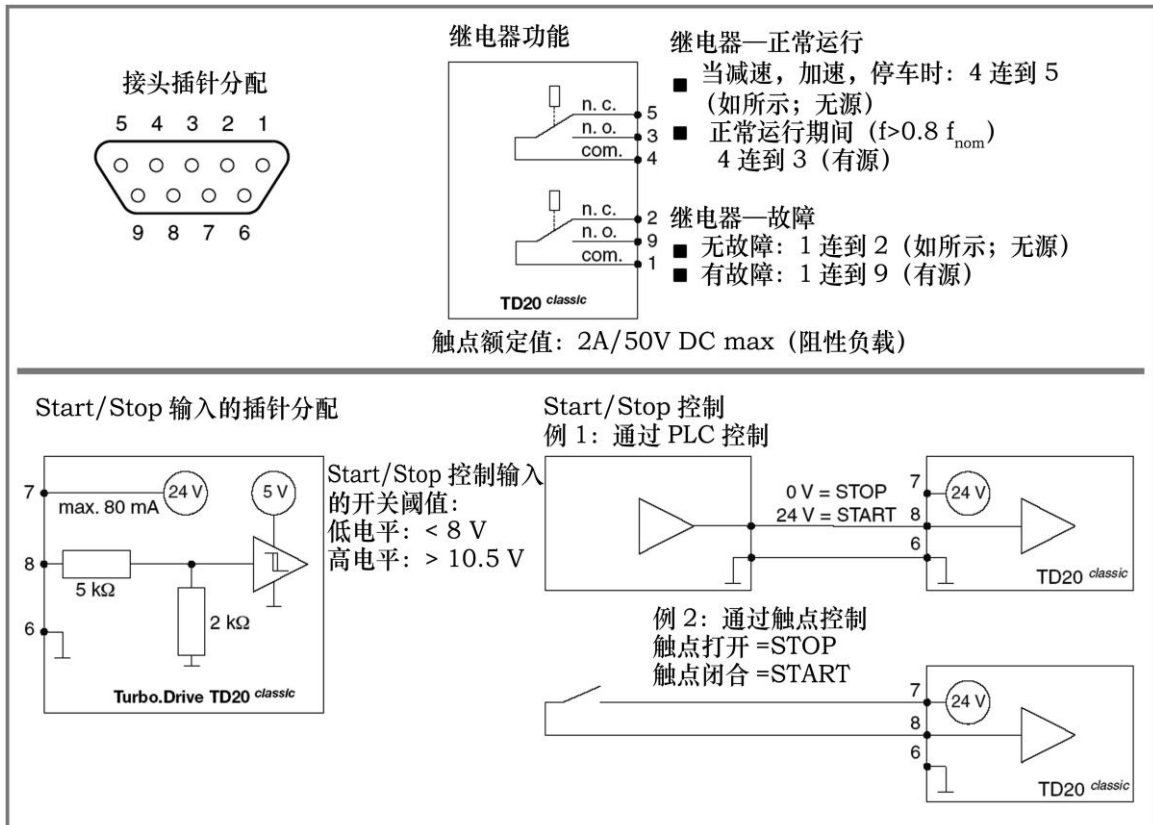 接头插针分配
5 4 3 2 1
9 8 7 6
继电器功能
n. c. 5
n. o. 3
com. 4
n. c. 2
n. o. 9
com. 1
TD20 classic
继电器—正常运行
■ 当减速，加速，停车时：4 连到 5
（如所示；无源）
■ 正常运行期间（f>0.8 fnom）
4 连到 3（有源）
继电器—故障
■ 无故障：1 连到 2（如所示；无源）
■ 有故障：1 连到 9（有源）
触点额定值：2A/50V DC max（阻性负载）
Start/Stop 输入的插针分配
7
max. 80 mA
24 V
5 V
8
5 kΩ
2 kΩ
6
Turbo.Drive TD20 classic
Start/Stop 控制输入
的开关阈值：
低电平：< 8 V
高电平：> 10.5 V
Start/Stop 控制
例 1：通过 PLC 控制
0 V = STOP
24 V = START
7
24 V
8
6
TD20 classic
例 2：通过触点控制
触点打开 =STOP
触点闭合 =START
7
24 V
8
6
TD20 classic